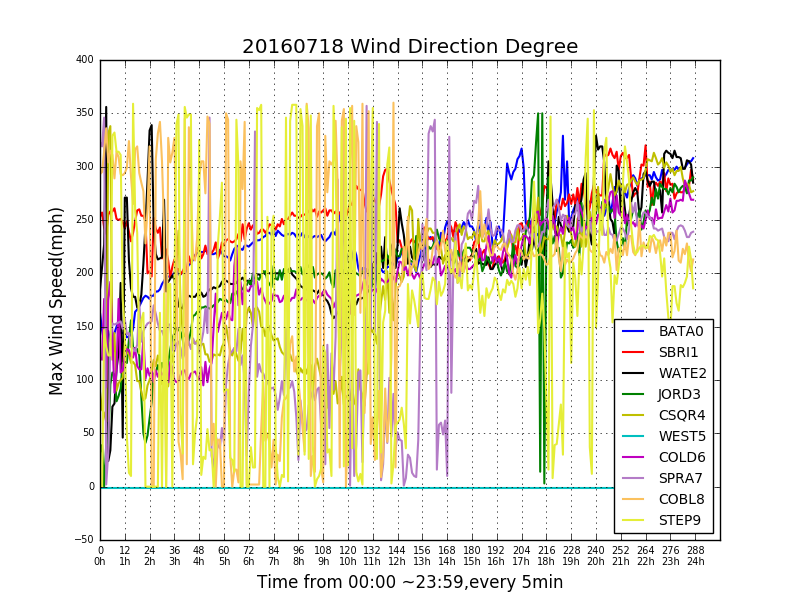 20160718 Wind Direction Degree
400
350
300
250
200
150
100
50
0
−50
Max Wind Speed(mph)
BATA0
SBRI1
WATE2
JORD3
CSQR4
WEST5
COLD6
SPRA7
COBL8
STEP9
0 12 24 36 48 60 72 84 96 108 120 132 144 156 168 180 192 204 216 228 240 252 264 276 288
0h 1h 2h 3h 4h 5h 6h 7h 8h 9h 10h 11h 12h 13h 14h 15h 16h 17h 18h 19h 20h 21h 22h 23h 24h
Time from 00:00 ~23:59,every 5min